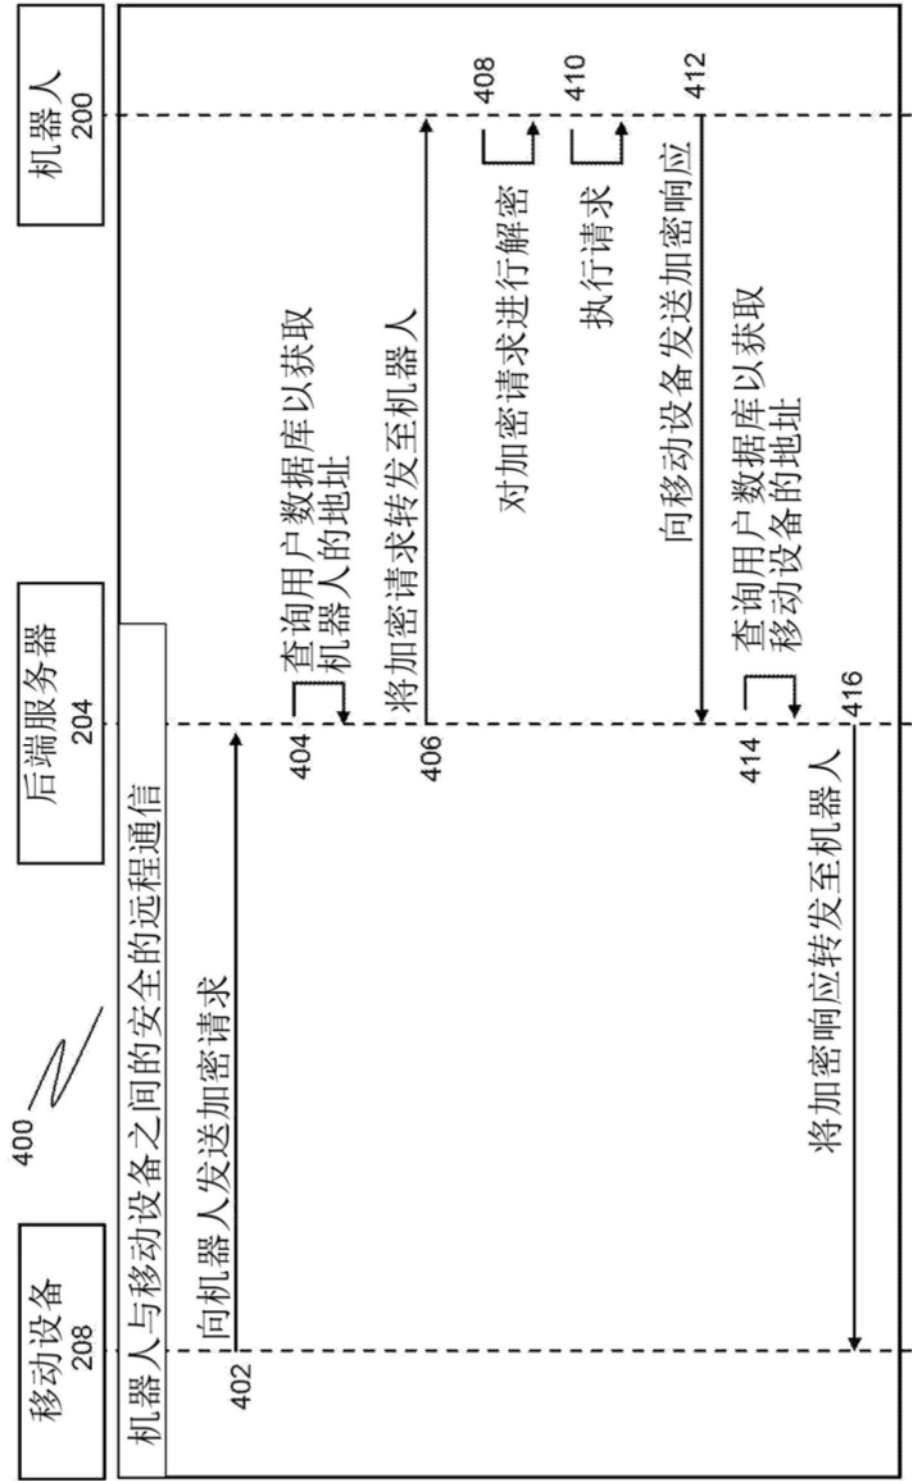 400
移动设备
208
后端服务器
204
机器人
200
机器人与移动设备之间的安全的远程通信
402
向机器人发送加密请求
404
查询用户数据库以获取
机器人的地址
406
将加密请求转发至机器人
408
对加密请求进行解密
410
执行请求
412
向移动设备发送加密响应
414
查询用户数据库以获取
移动设备的地址
416
将加密响应转发至机器人